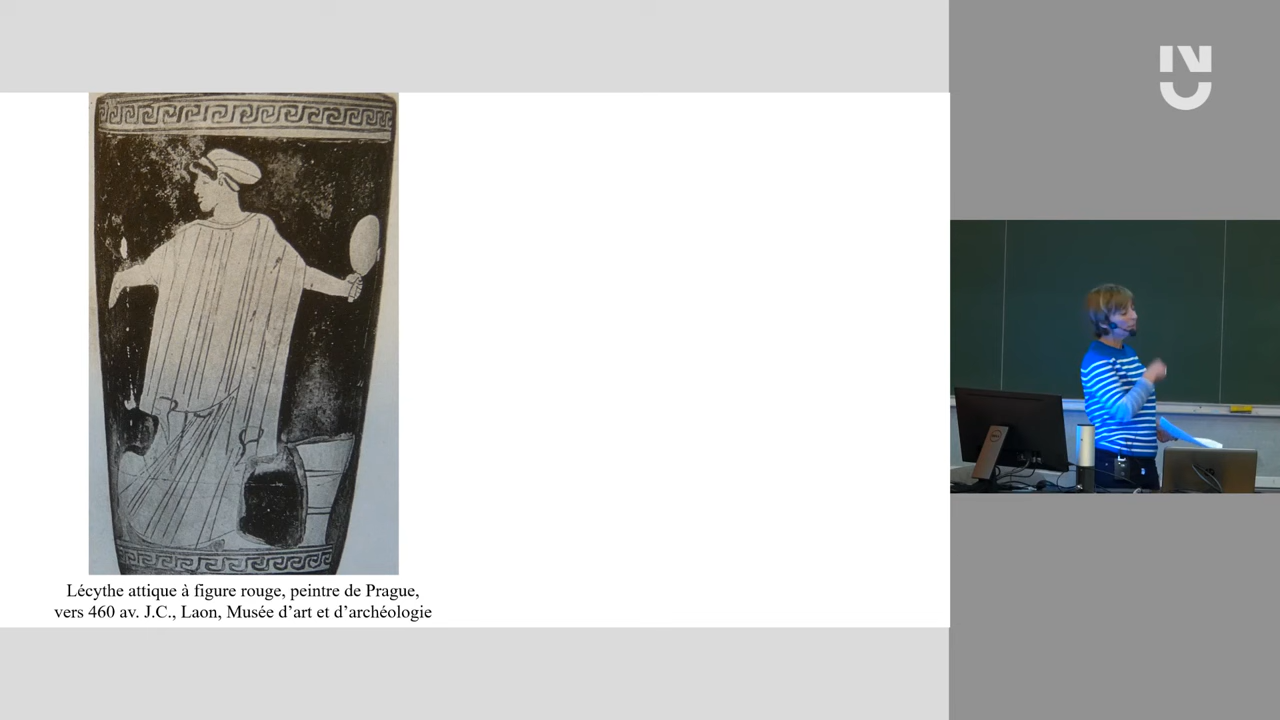 Lécythe attique à figure rouge, peintre de Prague,
vers 460 av. J.C., Laon, Musée d'art et d'archéologie